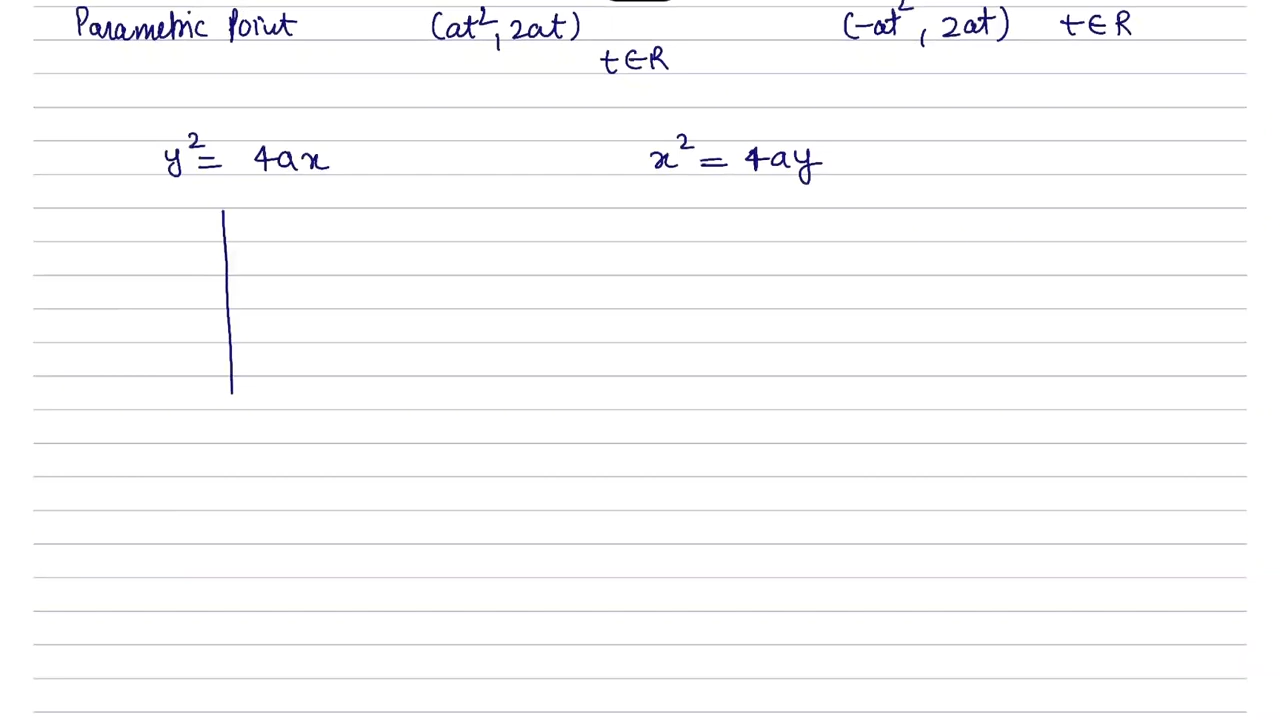 Parametric Point (at², 2at) (-at², 2at) t∈R
t∈R
y² = 4ax x² = 4ay